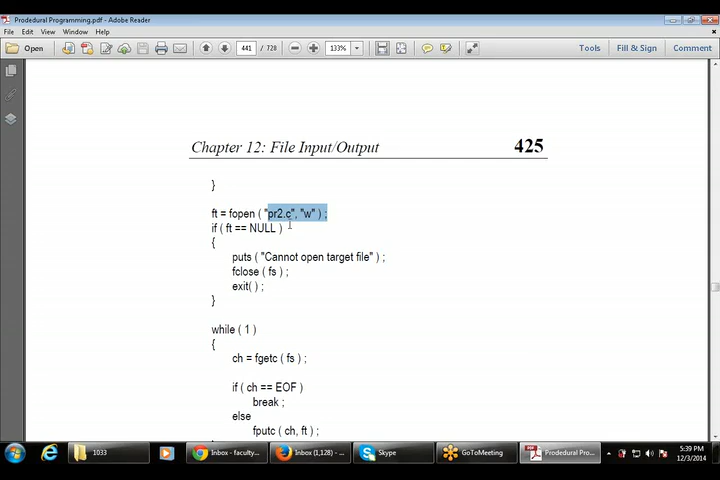 Prodedural Programming.pdf - Adobe Reader
File Edit View Window Help
Open 441 / 728 133% Tools Fill & Sign Comment
Chapter 12: File Input/Output 425
}
ft = fopen ( "pr2.c", "w" ) ;
if ( ft == NULL )
{
puts ( "Cannot open target file" ) ;
fclose ( fs ) ;
exit( ) ;
}
while ( 1 )
{
ch = fgetc ( fs ) ;
if ( ch == EOF )
break ;
else
fputc ( ch, ft ) ;
1033 Inbox - faculty... Inbox (1,128) - ... Skype GoToMeeting Prodedural Pro... 5:39 PM
12/3/2014